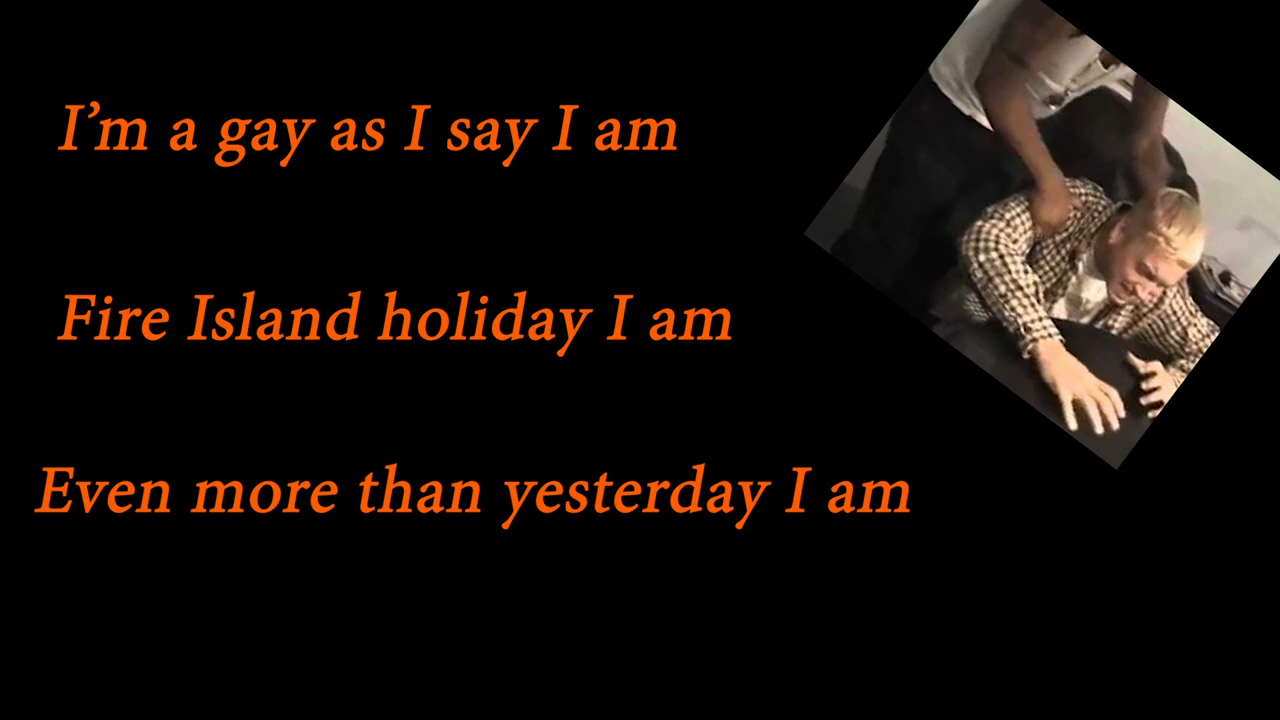 I’m a gay as I say I am
Fire Island holiday I am
Even more than yesterday I am